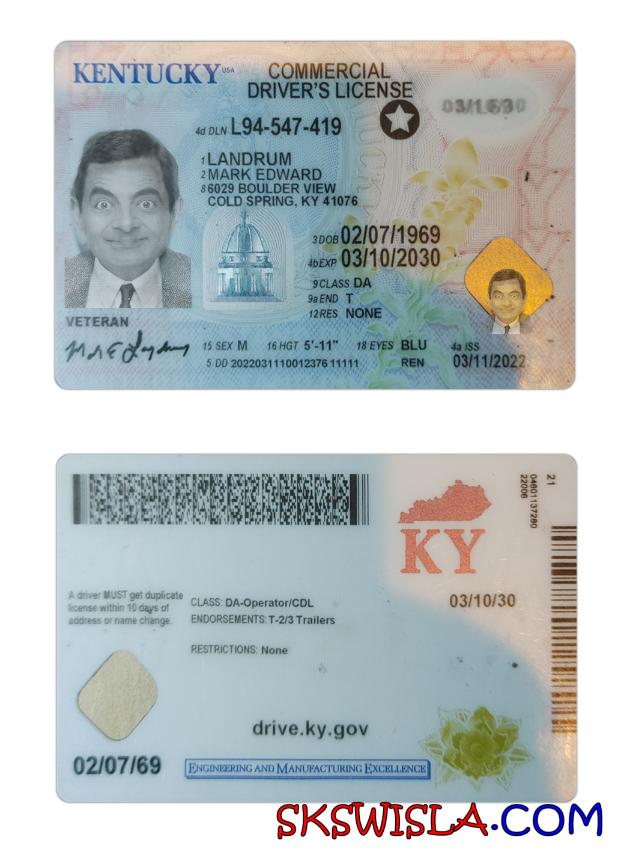 KENTUCKY USA
COMMERCIAL
DRIVER'S LICENSE
4d DLN L94-547-419
1 LANDRUM
2 MARK EDWARD
8 6029 BOULDER VIEW
COLD SPRING, KY 41076
3 DOB 02/07/1969
4b EXP 03/10/2030
9 CLASS DA
9a END T
12 RES NONE
VETERAN
15 SEX M 16 HGT 5'-11" 18 EYES BLU 4a ISS
5 DD 2022031110012376 11111 REN 03/11/2022
21
04601137280
22006
KY
03/10/30
A driver MUST get duplicate
license within 10 days of
address or name change.
CLASS: DA-Operator/CDL
ENDORSEMENTS: T-2/3 Trailers
RESTRICTIONS: None
drive.ky.gov
02/07/69
ENGINEERING AND MANUFACTURING EXCELLENCE
SKSWISLA.COM